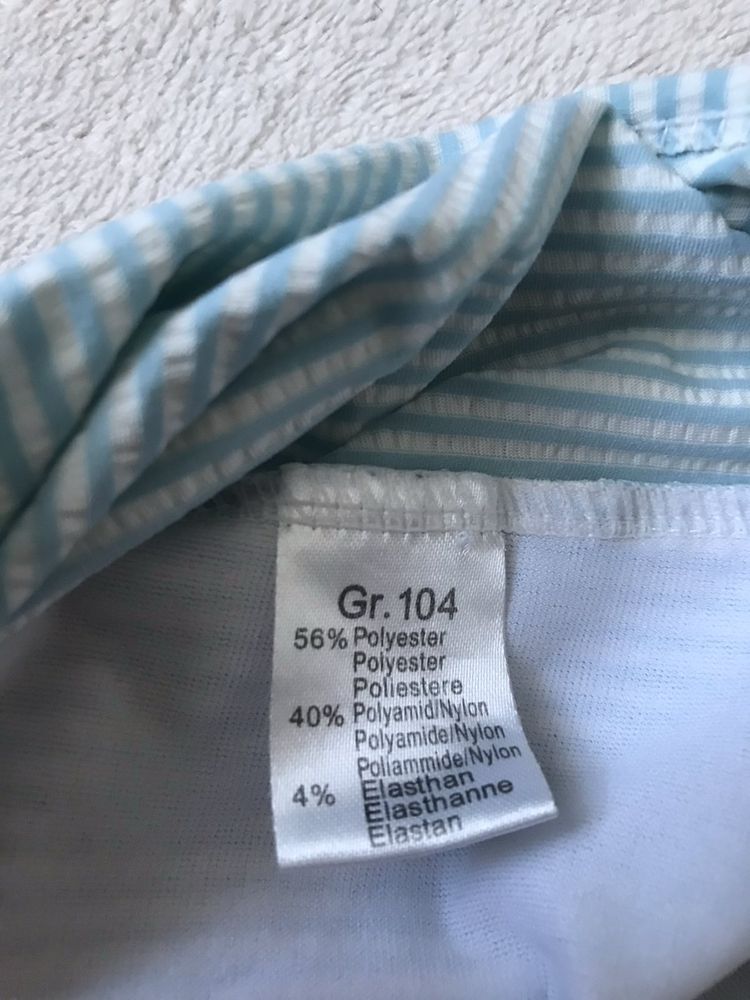 Gr. 104
56% Polyester
Polyester
Poliestere
40% Polyamid/Nylon
Polyamide/Nylon
Poliammide/Nylon
4% Elasthan
Elasthanne
Elastan